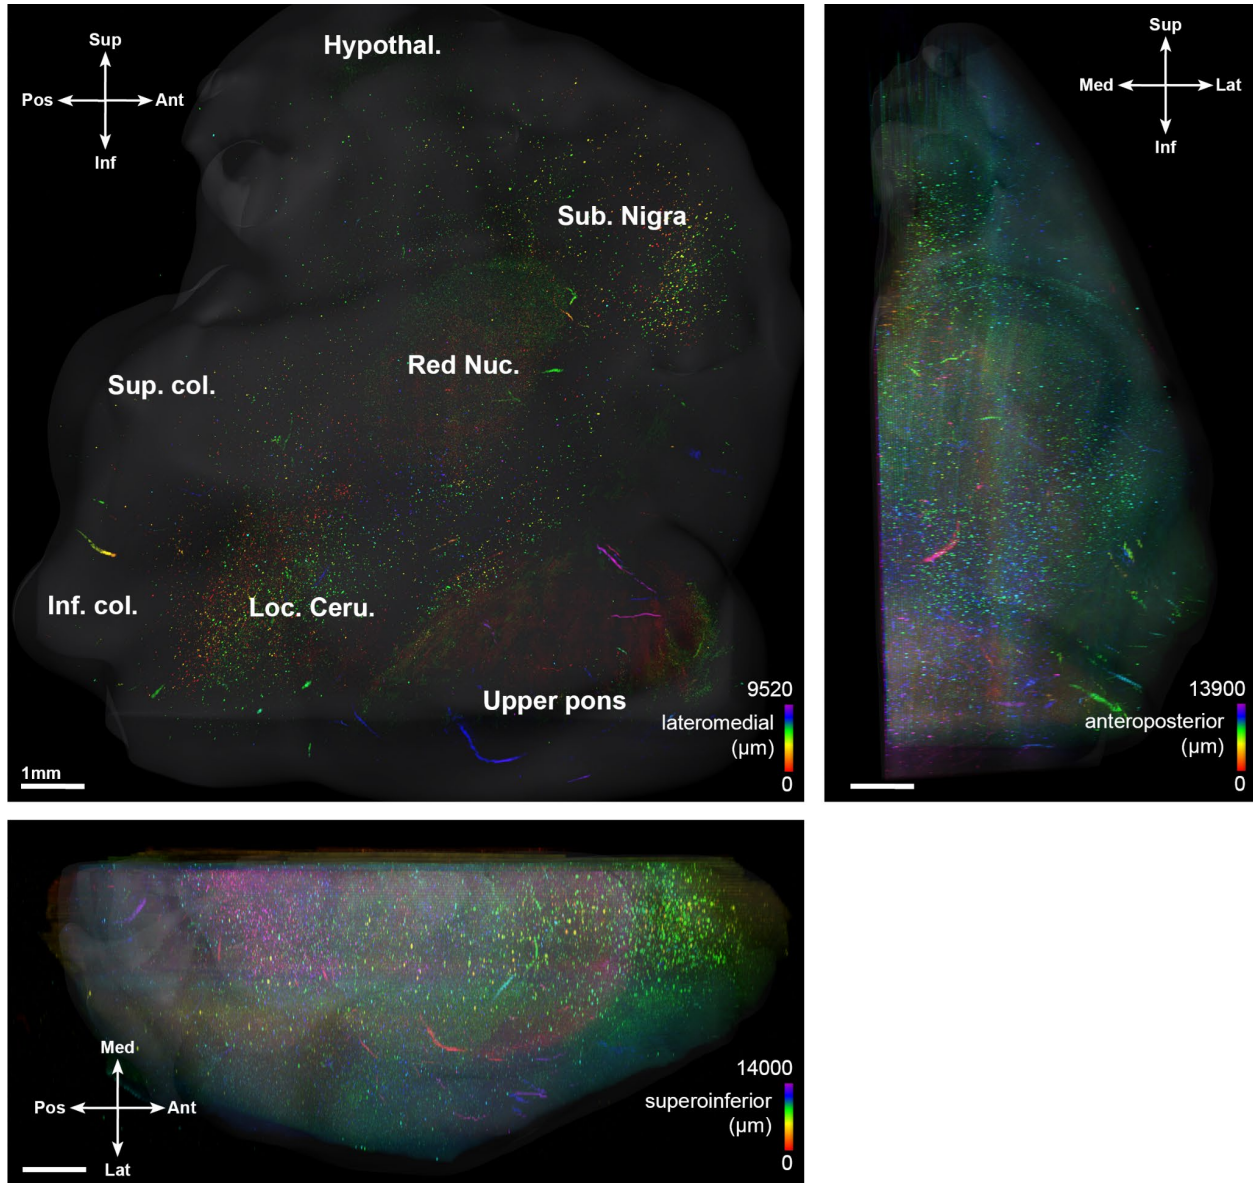 Sup
Pos Ant
Inf
Hypothal.
Sub. Nigra
Red Nuc.
Sup. col.
Inf. col.
Loc. Ceru.
Upper pons
9520
lateromedial
(µm)
0
1mm
Sup
Med Lat
Inf
13900
anteroposterior
(µm)
0
Med
Pos Ant
Lat
14000
superoinferior
(µm)
0